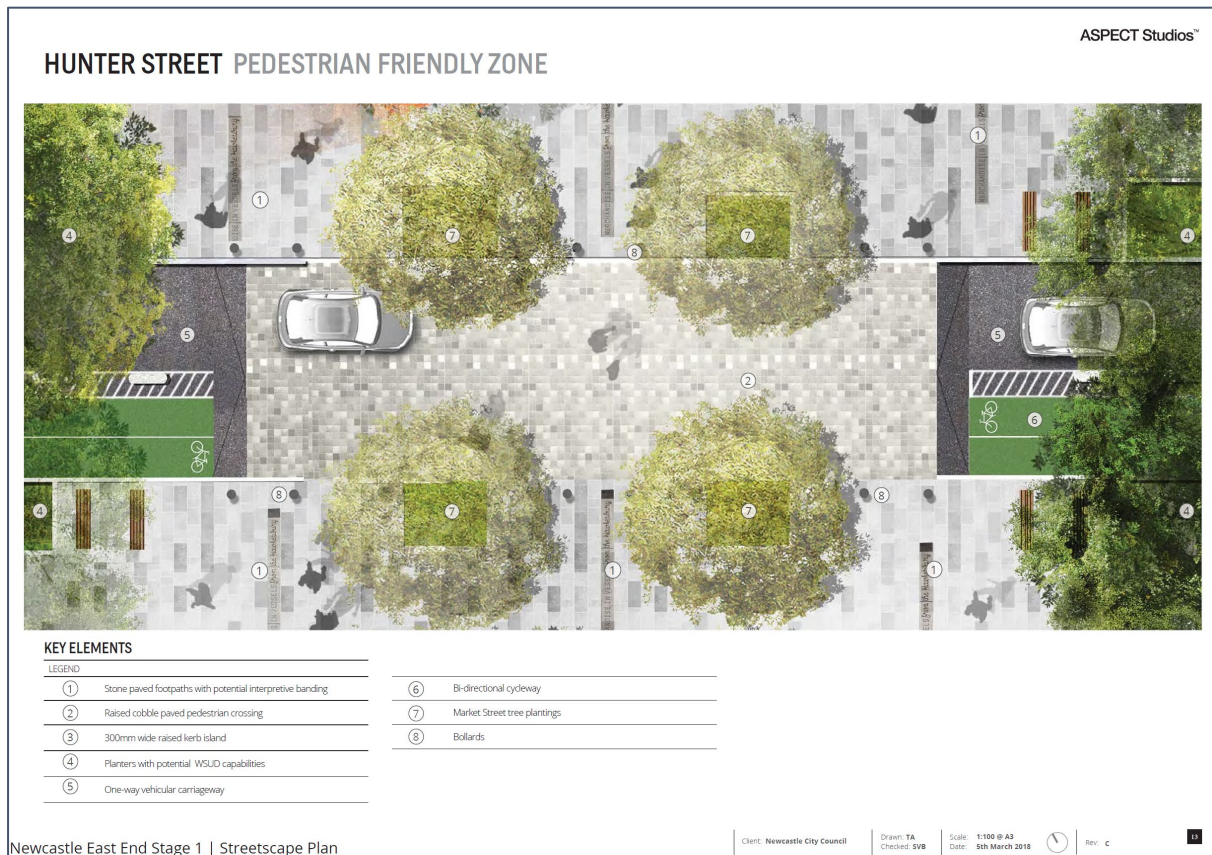 ASPECT Studios™
HUNTER STREET PEDESTRIAN FRIENDLY ZONE
1
1
4
7
7
4
8
5
5
2
6
8
8
4
7
7
4
1
1
1
KEY ELEMENTS
LEGEND
1 Stone paved footpaths with potential interpretive banding
2 Raised cobble paved pedestrian crossing
3 300mm wide raised kerb island
4 Planters with potential WSUD capabilities
5 One-way vehicular carriageway
6 Bi-directional cycleway
7 Market Street tree plantings
8 Bollards
Newcastle East End Stage 1 | Streetscape Plan
Client: Newcastle City Council
Drawn: TA
Checked: SVB
Scale: 1:100 @ A3
Date: 5th March 2018
Rev: C
13